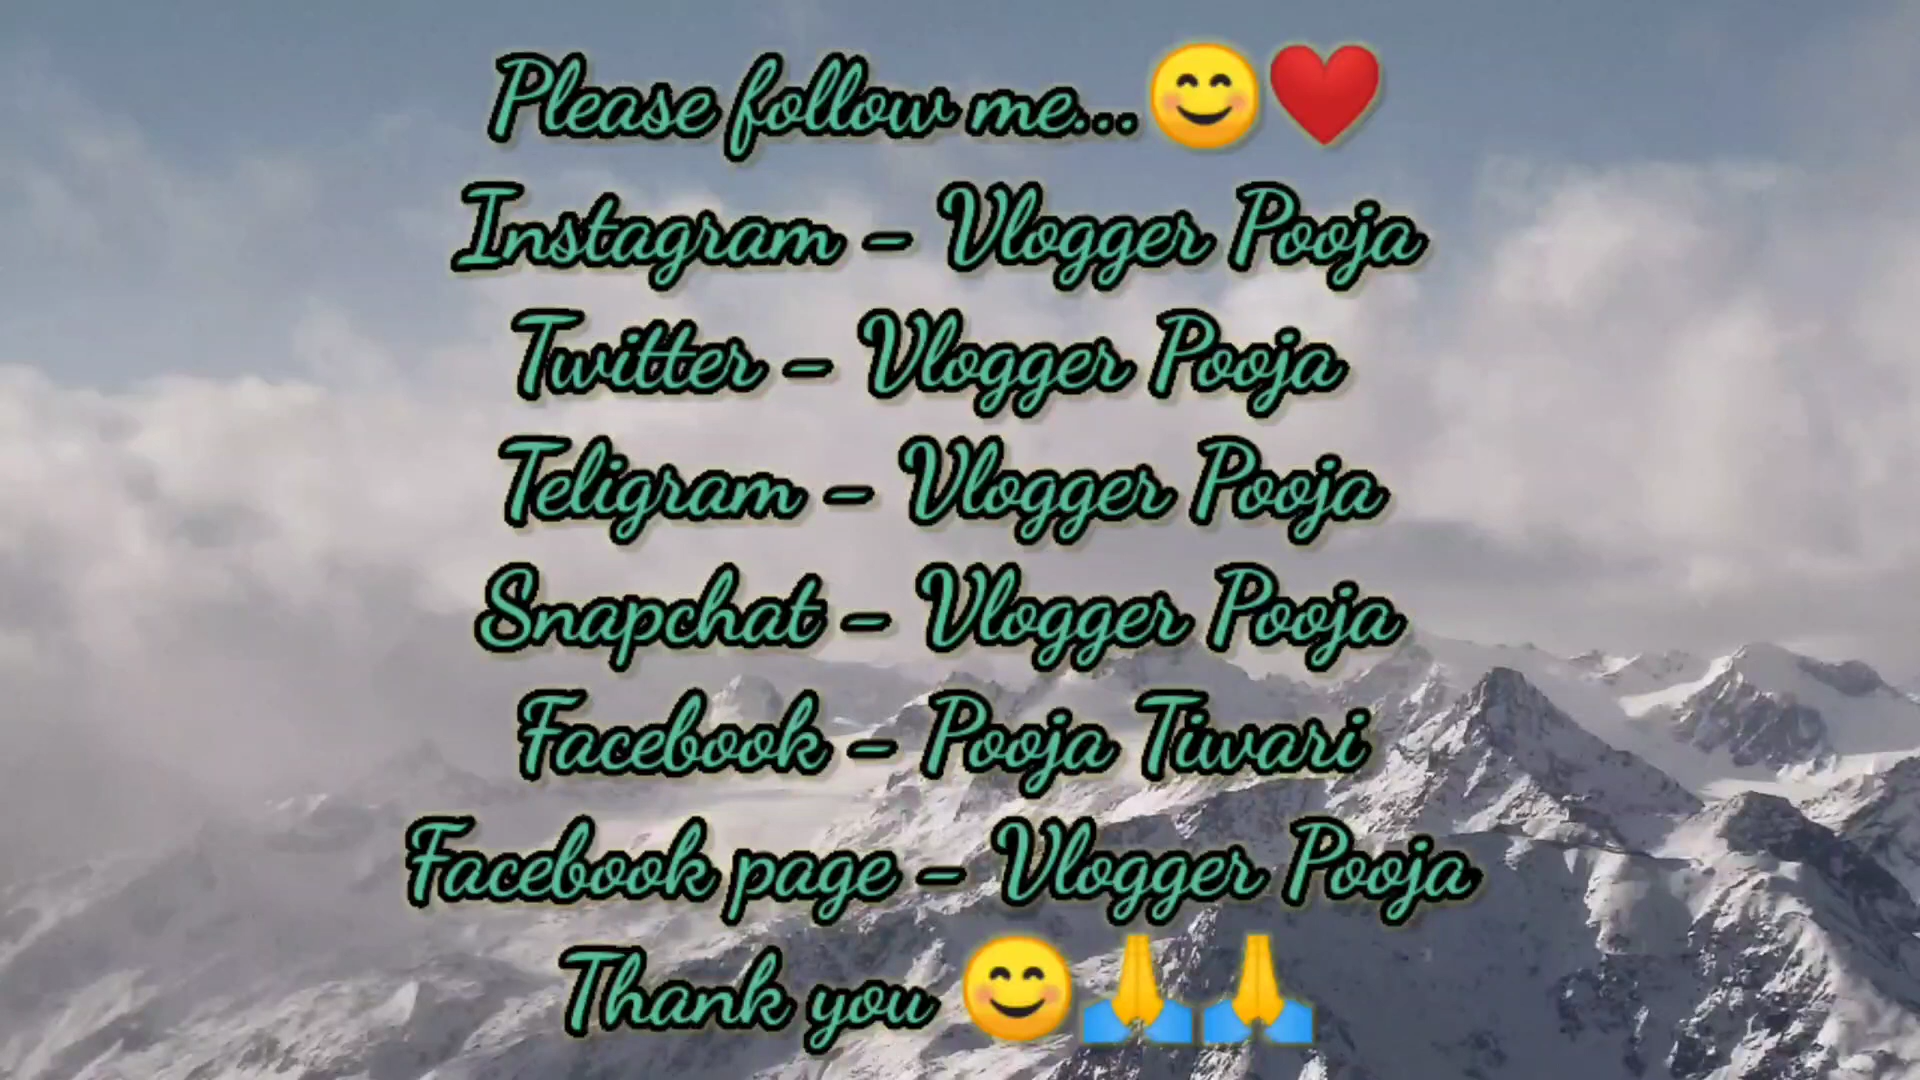 Please follow me...😊❤️
Instagram - Vlogger Pooja
Twitter - Vlogger Pooja
Teligram - Vlogger Pooja
Snapchat - Vlogger Pooja
Facebook - Pooja Tiwari
Facebook page - Vlogger Pooja
Thank you 😊🙏🙏